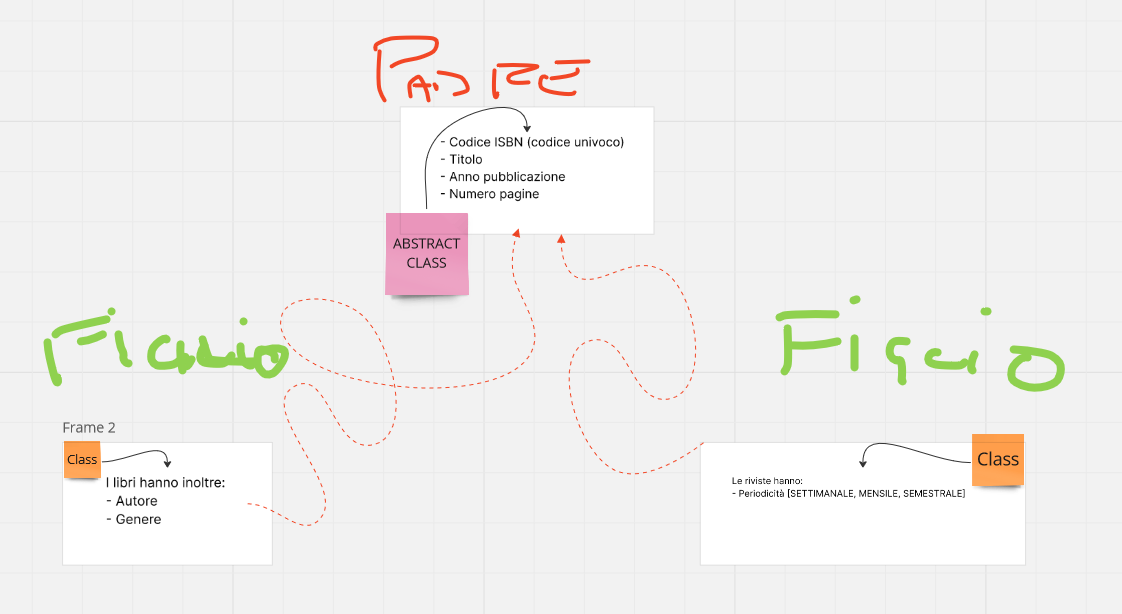 PADRE
- Codice ISBN (codice univoco)
- Titolo
- Anno pubblicazione
- Numero pagine
ABSTRACT
CLASS
Figlio
Figlio
Frame 2
Class
I libri hanno inoltre:
- Autore
- Genere
Class
Le riviste hanno:
- Periodicità [SETTIMANALE, MENSILE, SEMESTRALE]